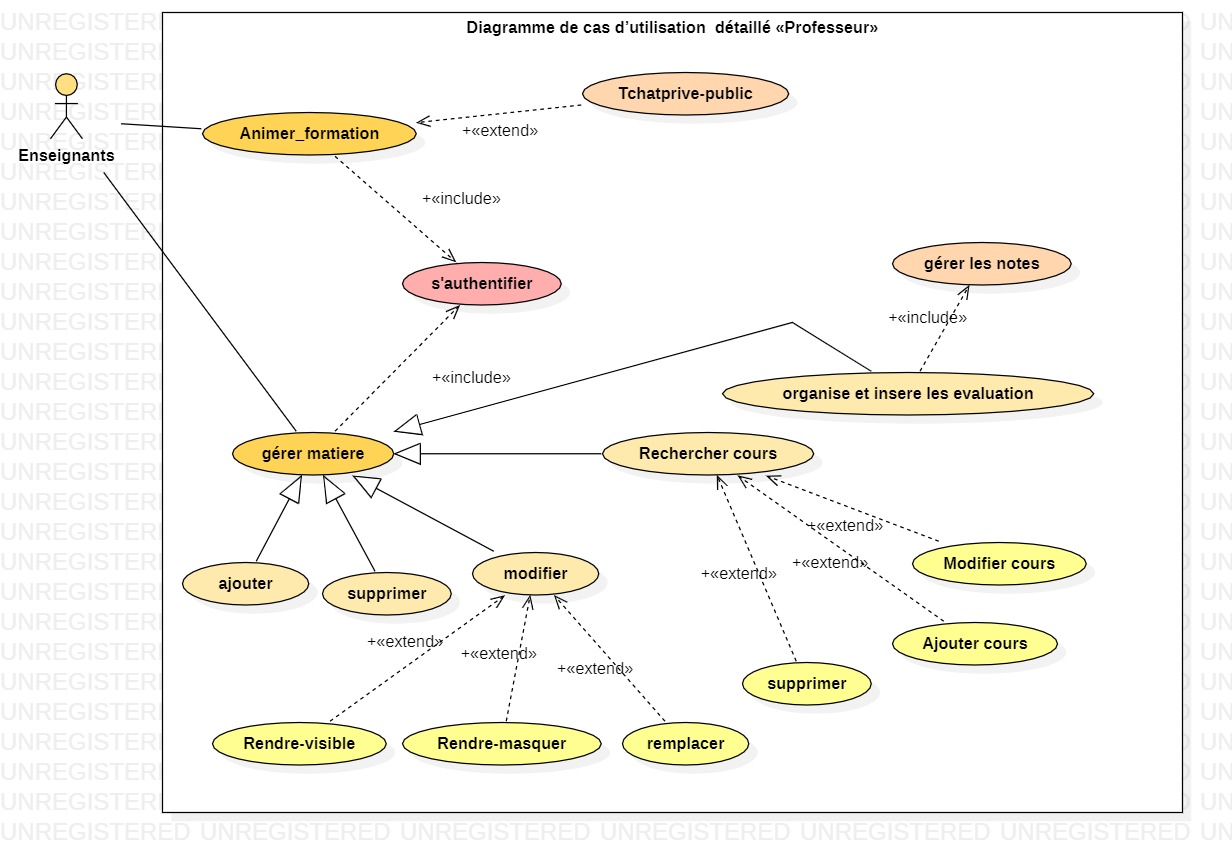 Diagramme de cas d’utilisation  détaillé «Professeur»
Tchatprive-public
Animer_formation
+«extend»
Enseignants
+«include»
gérer les notes
s'authentifier
+«include»
+«include»
organise et insere les evaluation
gérer matiere
Rechercher cours
+«extend»
+«extend»
Modifier cours
+«extend»
modifier
ajouter
supprimer
+«extend»
+«extend»
+«extend»
Ajouter cours
supprimer
Rendre-visible
Rendre-masquer
remplacer
UNREGISTERED UNREGISTERED UNREGISTERED UNREGISTERED UNREGISTERED UNREGISTERED UN